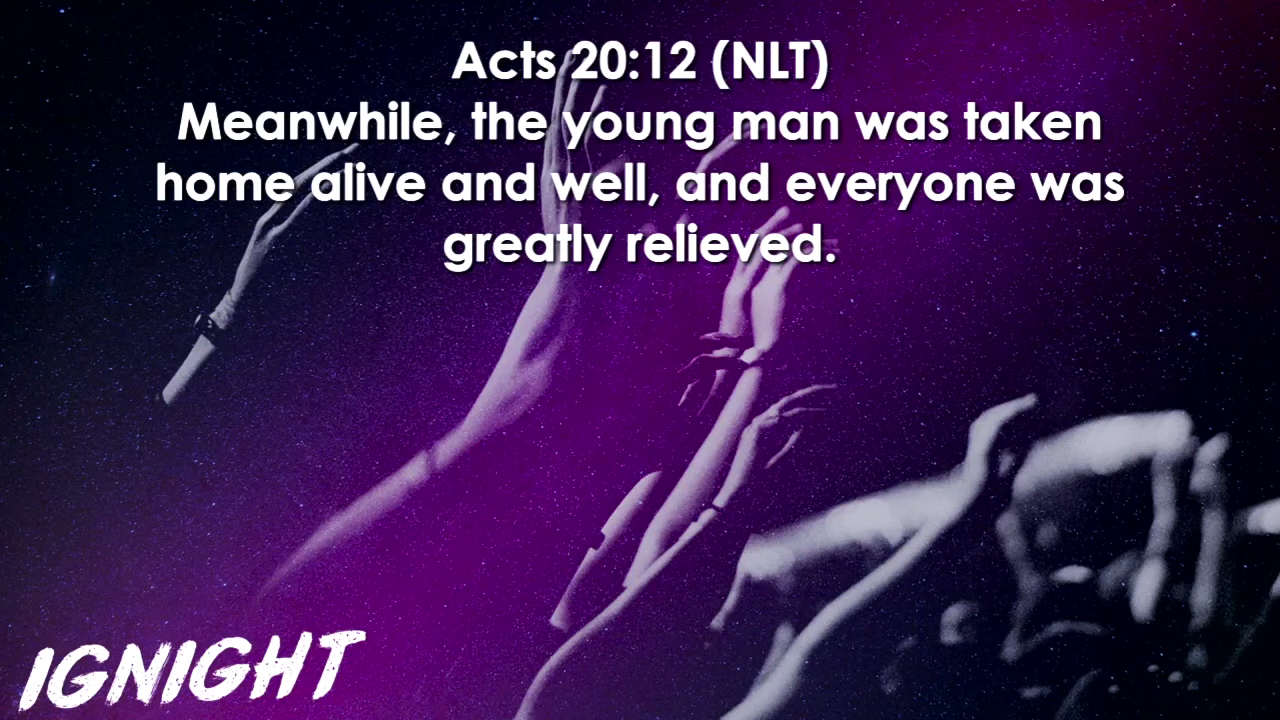 Acts 20:12 (NLT)
Meanwhile, the young man was taken
home alive and well, and everyone was
greatly relieved.
IGNIGHT